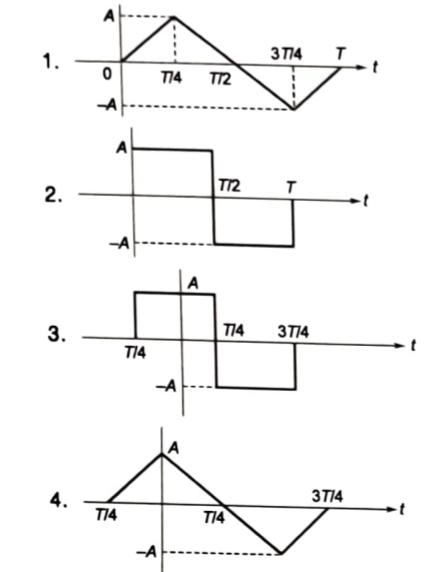 A
1.
3T/4 T
0 T/4 T/2 t
–A
A
2.
T/2 T t
–A
A
3.
T/4 3T/4
T/4 t
–A
A
4.
3T/4
T/4 T/4 t
–A